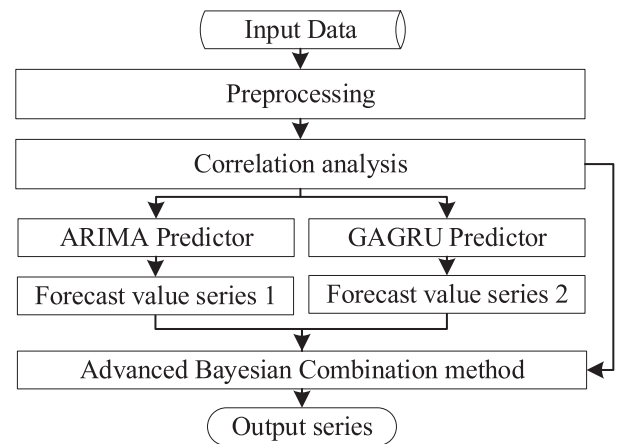 Input Data
Preprocessing
Correlation analysis
ARIMA Predictor
GAGRU Predictor
Forecast value series 1
Forecast value series 2
Advanced Bayesian Combination method
Output series